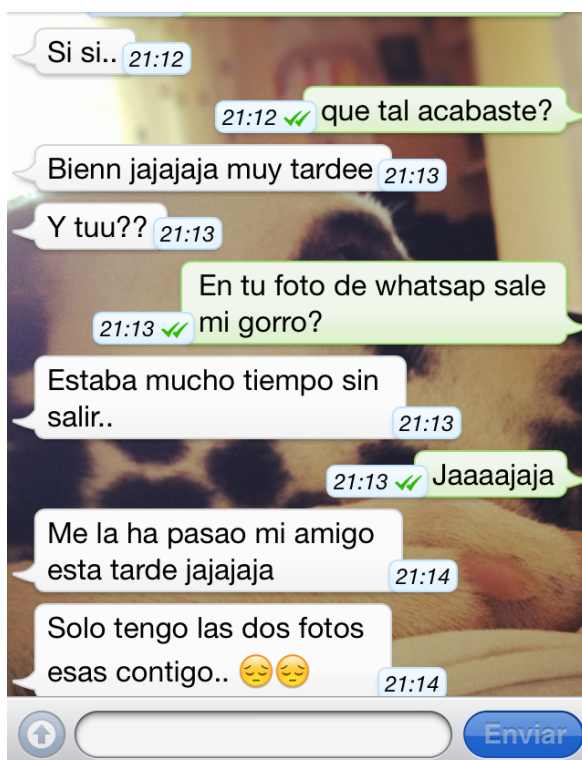 Si si.. 21:12
21:12 que tal acabaste?
Bienn jajajaja muy tardee 21:13
Y tuu?? 21:13
En tu foto de whatsap sale
21:13 mi gorro?
Estaba mucho tiempo sin
salir.. 21:13
21:13 Jaaaajaja
Me la ha pasao mi amigo
esta tarde jajajaja 21:14
Solo tengo las dos fotos
esas contigo.. 😔😔 21:14
Enviar